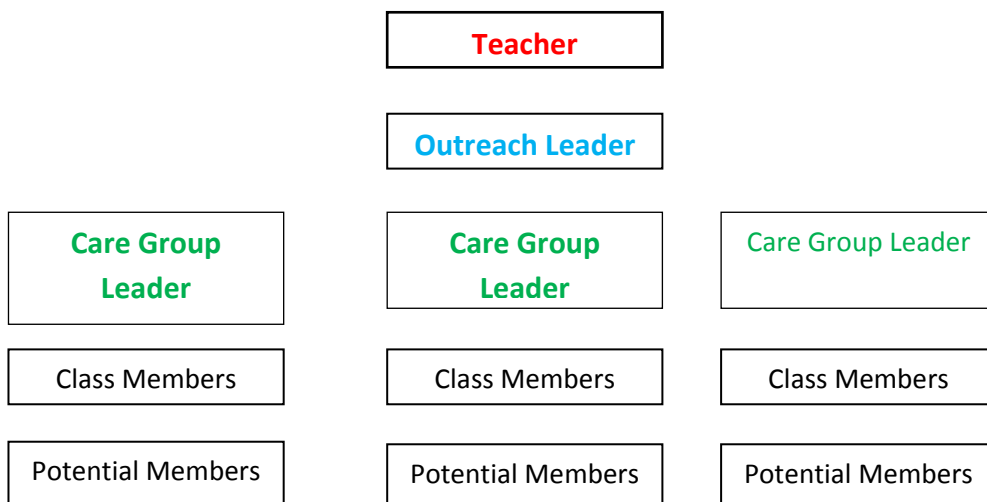 Teacher
Outreach Leader
Care Group
Leader
Care Group
Leader
Care Group Leader
Class Members
Class Members
Class Members
Potential Members
Potential Members
Potential Members